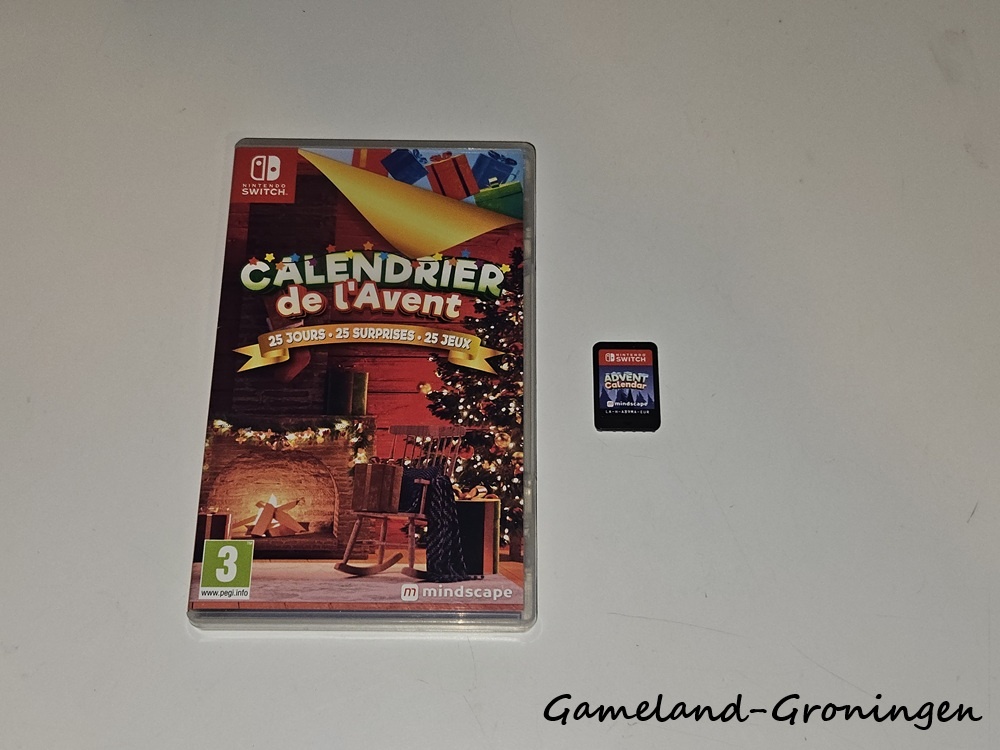 NINTENDO
SWITCH
CALENDRIER
de l'Avent
25 JOURS · 25 SURPRISES · 25 JEUX
3
www.pegi.info
m mindscape
NINTENDO
SWITCH
ADVENT
Calendar
mindscape
Gameland-Groningen